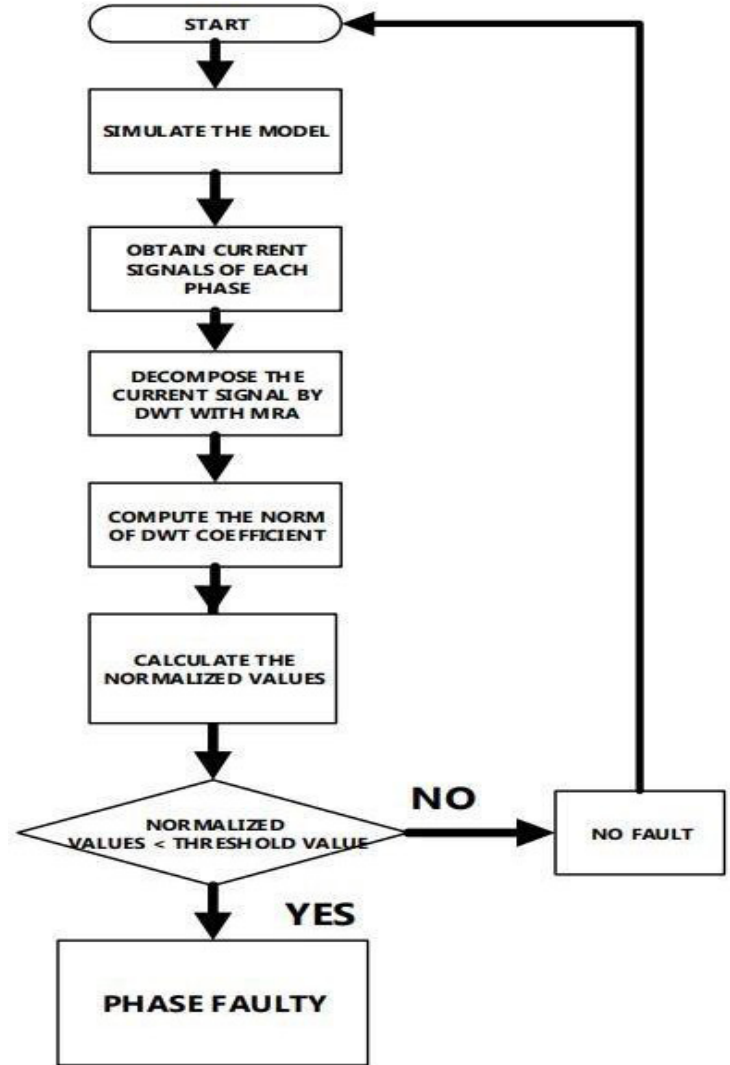 START
SIMULATE THE MODEL
OBTAIN CURRENT
SIGNALS OF EACH
PHASE
DECOMPOSE THE
CURRENT SIGNAL BY
DWT WITH MRA
COMPUTE THE NORM
OF DWT COEFFICIENT
CALCULATE THE
NORMALIZED VALUES
NORMALIZED
VALUES < THRESHOLD VALUE
NO
NO FAULT
YES
PHASE FAULTY